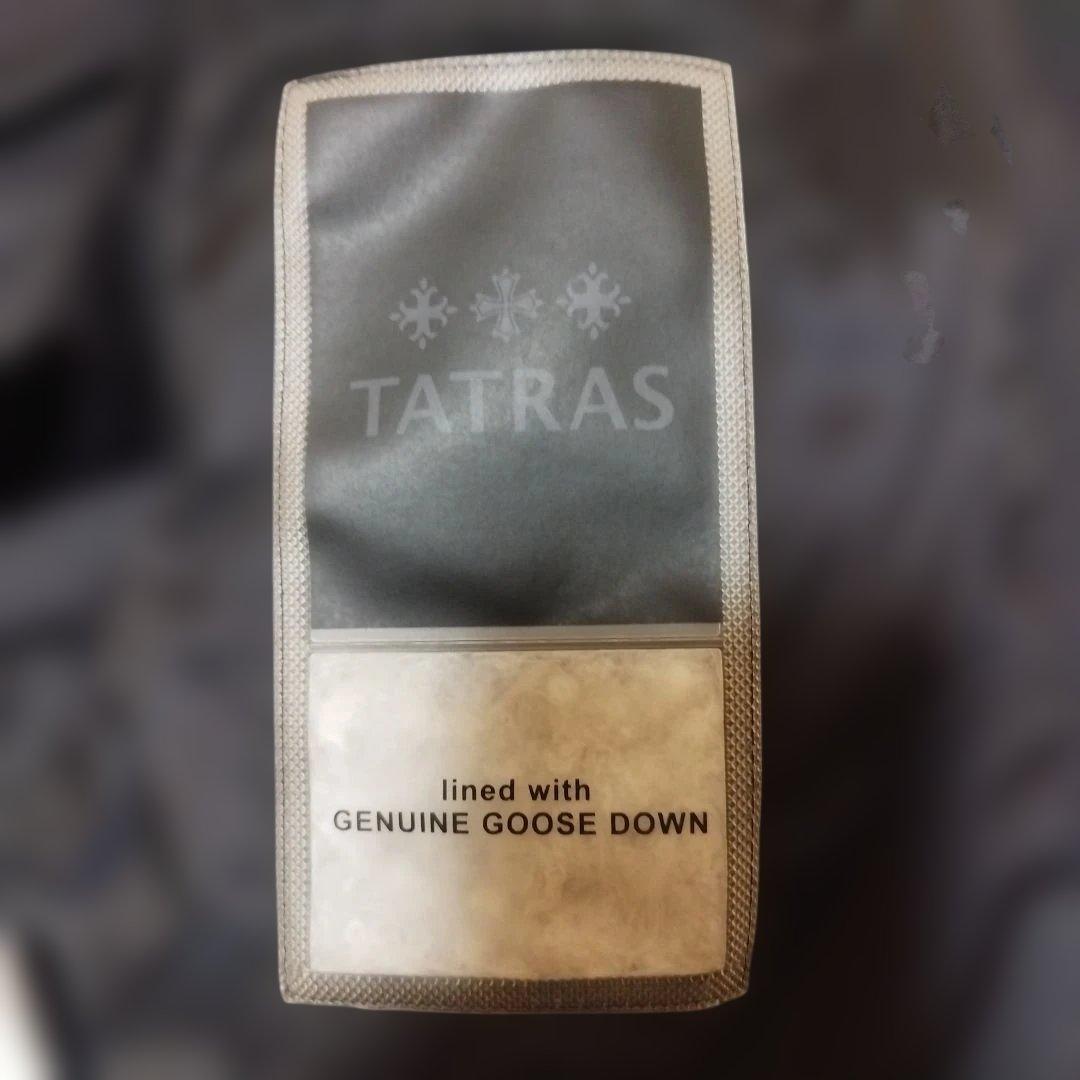 TATRAS
lined with
GENUINE GOOSE DOWN